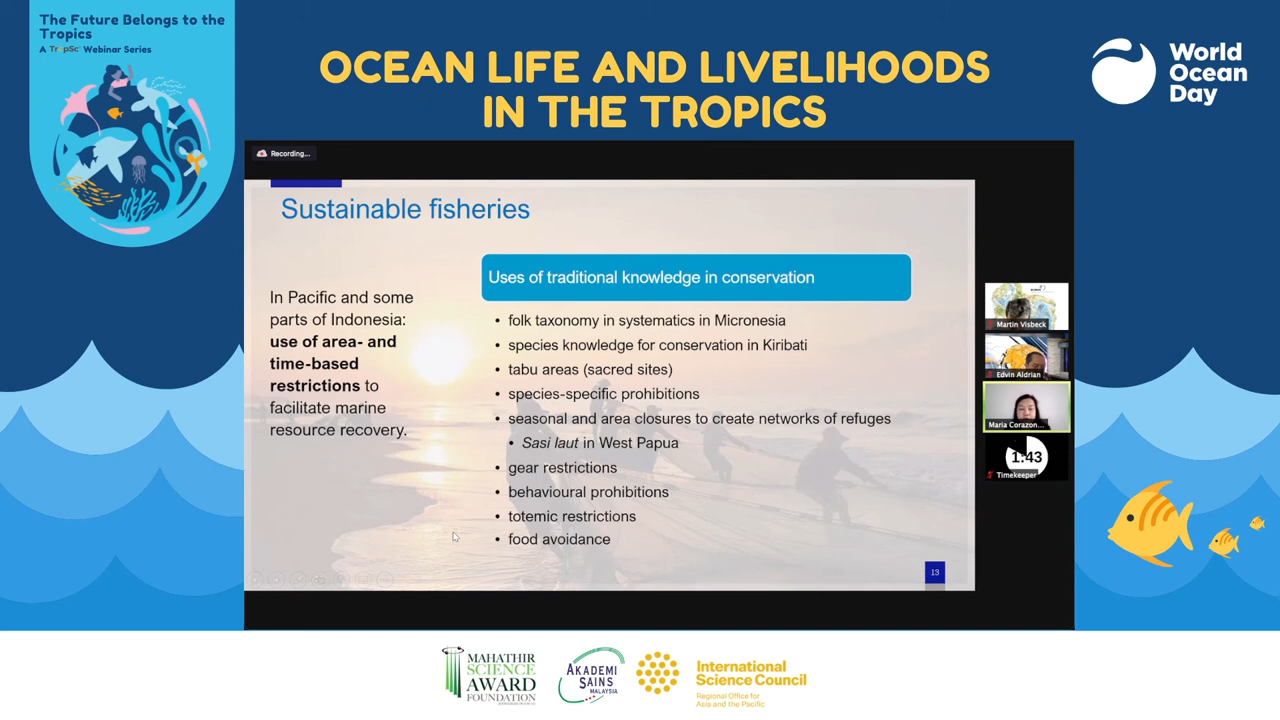 The Future Belongs to the
Tropics
A TropSc Webinar Series
OCEAN LIFE AND LIVELIHOODS
IN THE TROPICS
World
Ocean
Day
Recording...
Sustainable fisheries
Uses of traditional knowledge in conservation
In Pacific and some
parts of Indonesia:
use of area- and
time-based
restrictions to
facilitate marine
resource recovery.
• folk taxonomy in systematics in Micronesia
• species knowledge for conservation in Kiribati
• tabu areas (sacred sites)
• species-specific prohibitions
• seasonal and area closures to create networks of refuges
• Sasi laut in West Papua
• gear restrictions
• behavioural prohibitions
• totemic restrictions
• food avoidance
13
Martin Visbeck
Edvin Aldrian
Maria Corazon...
1:43
Timekeeper
MAHATHIR
SCIENCE
AWARD
FOUNDATION
AKADEMI
SAINS
MALAYSIA
International
Science Council
Regional Office for
Asia and the Pacific